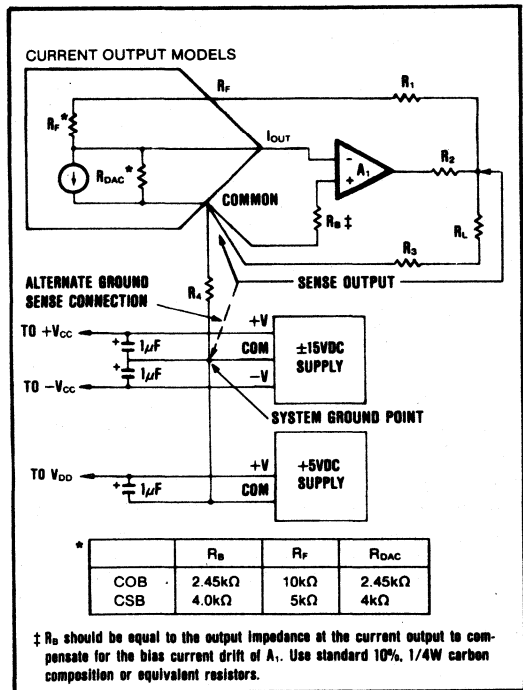 CURRENT OUTPUT MODELS
RF
R1
RF*
IOUT
RDAC*
-
+
A1
R2
COMMON
RB ‡
RL
R3
ALTERNATE GROUND
SENSE CONNECTION
R4
SENSE OUTPUT
TO +VCC
+
1µF
+V
COM
±15VDC
SUPPLY
+
1µF
TO −VCC
−V
SYSTEM GROUND POINT
TO VDD
+
1µF
+V
COM
+5VDC
SUPPLY
*
RB RF RDAC
COB 2.45kΩ 10kΩ 2.45kΩ
CSB 4.0kΩ 5kΩ 4kΩ
‡ RB should be equal to the output impedance at the current output to com-
pensate for the bias current drift of A1. Use standard 10%, 1/4W carbon
composition or equivalent resistors.